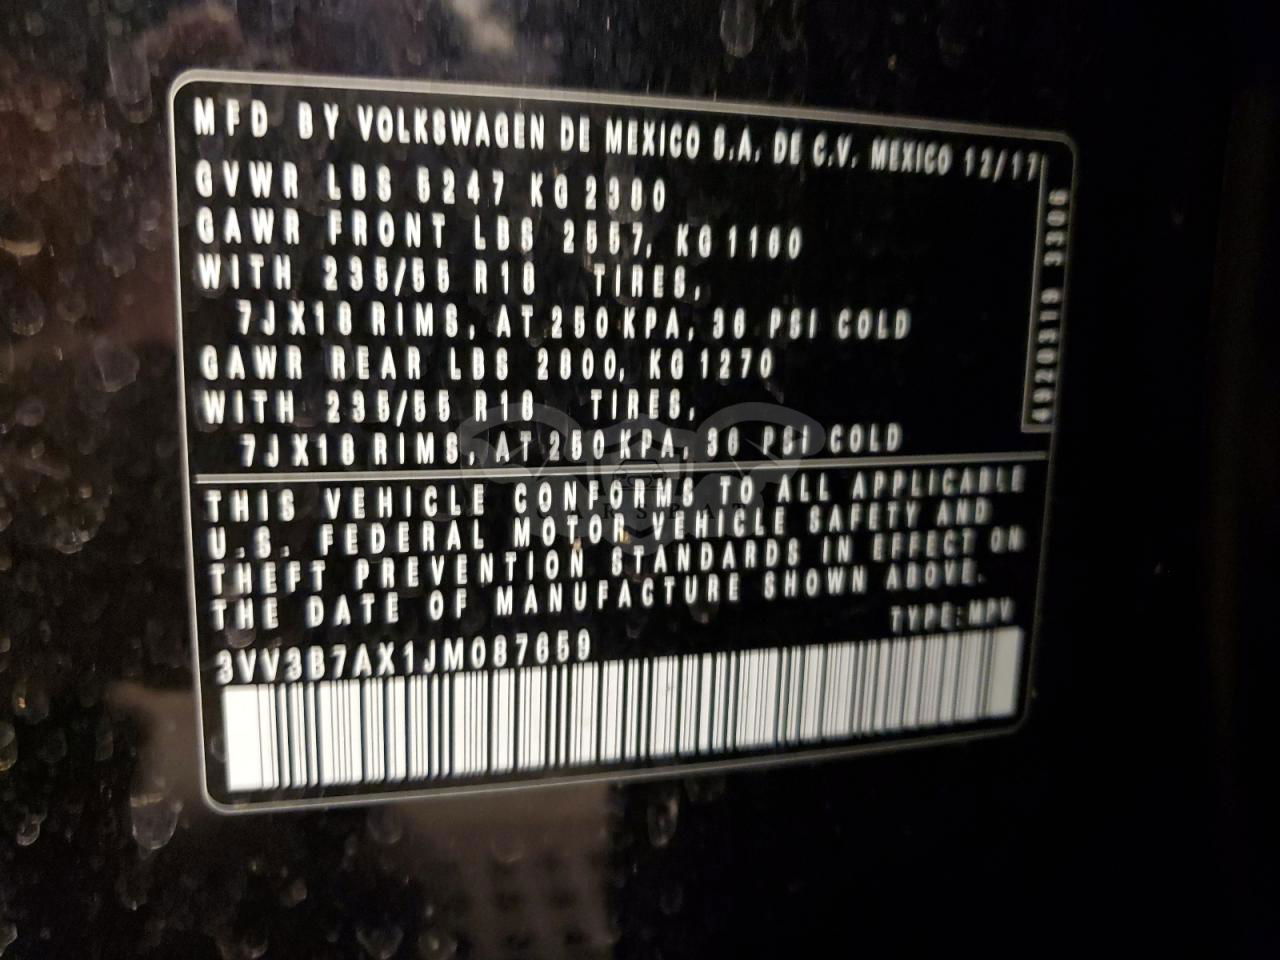 MFD BY VOLKSWAGEN DE MEXICO S.A. DE C.V. MEXICO 12/17
GVWR LBS 5247 KG 2380
GAWR FRONT LBS 2557, KG 1160
WITH 235/55 R18 TIRES,
7JX18 RIMS, AT 250 KPA, 36 PSI COLD
GAWR REAR LBS 2800, KG 1270
WITH 235/55 R18 TIRES,
7JX18 RIMS, AT 250 KPA, 36 PSI COLD
THIS VEHICLE CONFORMS TO ALL APPLICABLE
U.S. FEDERAL MOTOR VEHICLE SAFETY AND
THEFT PREVENTION STANDARDS IN EFFECT ON
THE DATE OF MANUFACTURE SHOWN ABOVE.
TYPE:MPV
3VV3B7AX1JM087659